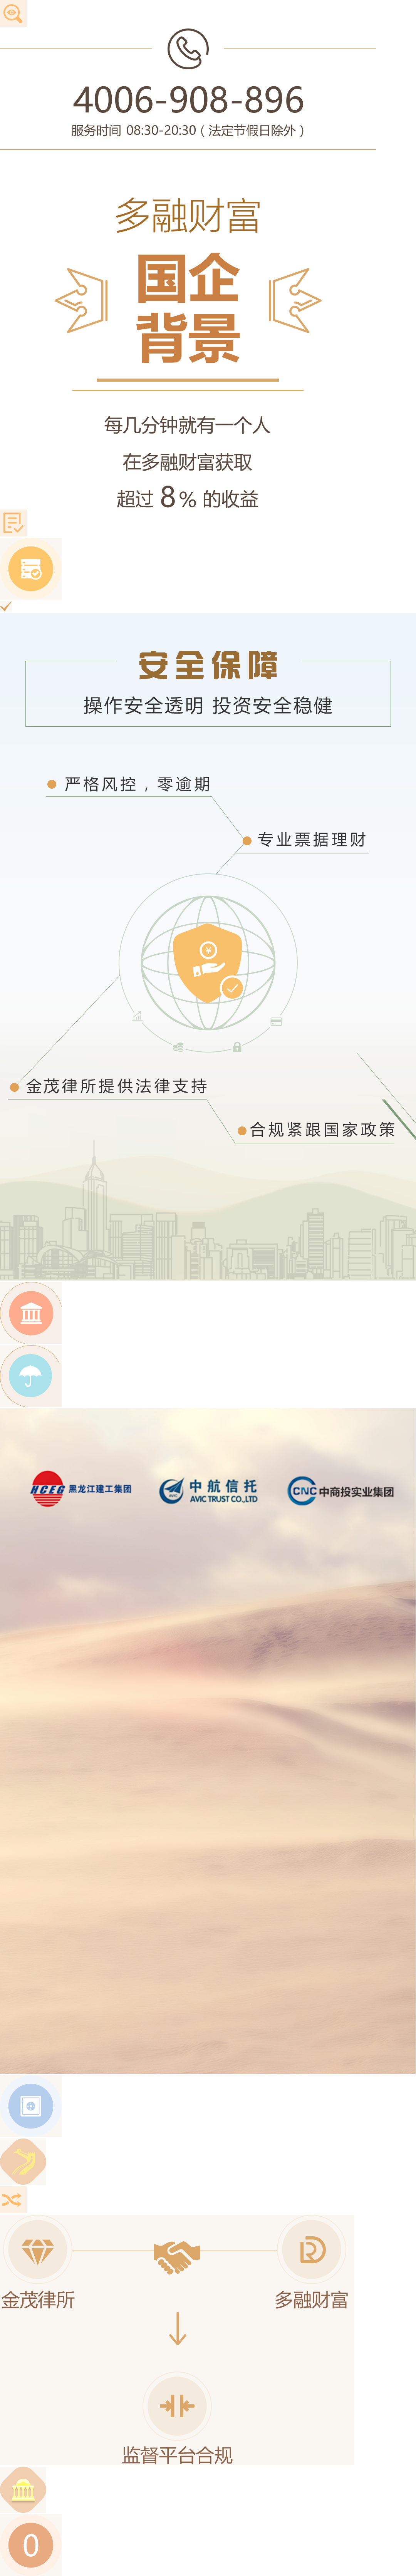 4006-908-896
服务时间 08:30-20:30（法定节假日除外）
多融财富
国企
背景
每几分钟就有一个人
在多融财富获取
超过 8% 的收益
安全保障
操作安全透明 投资安全稳健
严格风控，零逾期
专业票据理财
¥
金茂律所提供法律支持
合规紧跟国家政策
HCEG 黑龙江建工集团
中航信托
AVIC TRUST CO.,LTD
CNC 中商投实业集团
金茂律所
多融财富
监督平台合规
0